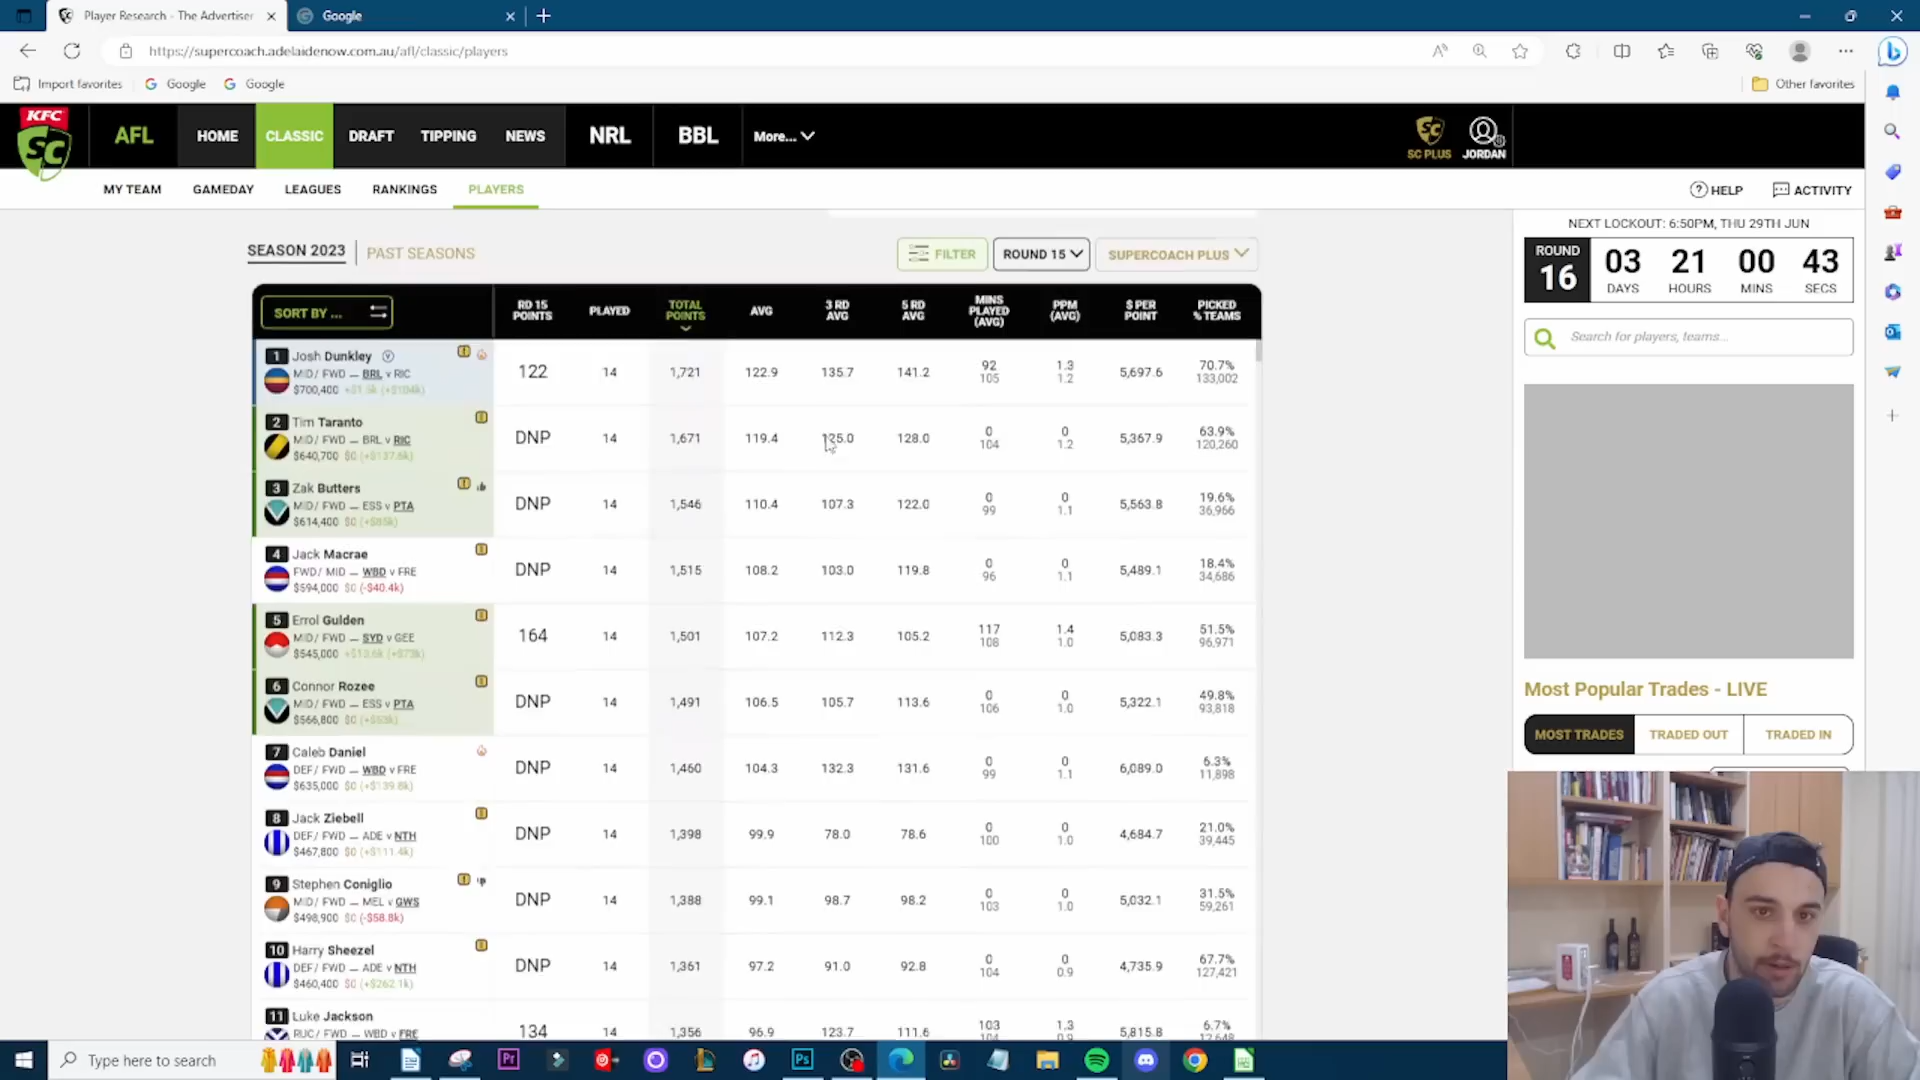 Player Research - The Advertiser
Google
https://supercoach.adelaidenow.com.au/afl/classic/players
Import favorites
Google
Google
Other favorites
KFC
SC
AFL
HOME
CLASSIC
DRAFT
TIPPING
NEWS
NRL
BBL
More...
SC PLUS
JORDAN
MY TEAM
GAMEDAY
LEAGUES
RANKINGS
PLAYERS
HELP
ACTIVITY
SEASON 2023
PAST SEASONS
FILTER
ROUND 15
SUPERCOACH PLUS
NEXT LOCKOUT: 6:50PM, THU 29TH JUN
ROUND 16
03 DAYS
21 HOURS
00 MINS
43 SECS
Search for players, teams...
SORT BY ...
RD 15 POINTS
PLAYED
TOTAL POINTS
AVG
3 RD AVG
5 RD AVG
MINS PLAYED (AVG)
PPM (AVG)
$ PER POINT
PICKED % TEAMS
1 Josh Dunkley
MID/ FWD — BRL v RIC
$700,400 +$1.5k (+$104k)
122 14 1,721 122.9 135.7 141.2 92 1.3 5,697.6 70.7%
105 1.2 133,002
2 Tim Taranto
MID/ FWD — BRL v RIC
$640,700 $0 (+$137.6k)
DNP 14 1,671 119.4 125.0 128.0 0 0 5,367.9 63.9%
104 1.2 120,260
3 Zak Butters
MID/ FWD — ESS v PTA
$614,400 $0 (+$85k)
DNP 14 1,546 110.4 107.3 122.0 0 0 5,563.8 19.6%
99 1.1 36,966
4 Jack Macrae
FWD/ MID — WBD v FRE
$594,000 $0 (-$40.4k)
DNP 14 1,515 108.2 103.0 119.8 0 0 5,489.1 18.4%
96 1.1 34,686
5 Errol Gulden
MID/ FWD — SYD v GEE
$545,000 +$13.6k (+$73k)
164 14 1,501 107.2 112.3 105.2 117 1.4 5,083.3 51.5%
108 1.0 96,971
6 Connor Rozee
MID/ FWD — ESS v PTA
$566,800 $0
DNP 14 1,491 106.5 105.7 113.6 0 0 5,322.1 49.8%
106 1.0 93,818
7 Caleb Daniel
DEF/ FWD — WBD v FRE
$635,000 $0 (+$139.8k)
DNP 14 1,460 104.3 132.3 131.6 0 0 6,089.0 6.3%
99 1.1 11,898
8 Jack Ziebell
DEF/ FWD — ADE v NTH
$467,800 $0 (+$111.4k)
DNP 14 1,398 99.9 78.0 78.6 0 0 4,684.7 21.0%
100 1.0 39,445
9 Stephen Coniglio
MID/ FWD — MEL v GWS
$498,900 $0 (-$58.8k)
DNP 14 1,388 99.1 98.7 98.2 0 0 5,032.1 31.5%
103 1.0 59,261
10 Harry Sheezel
DEF/ FWD — ADE v NTH
$460,400 $0 (+$262.1k)
DNP 14 1,361 97.2 91.0 92.8 0 0 4,735.9 67.7%
104 0.9 127,421
11 Luke Jackson
RUC/ FWD — WBD v FRE
134 14 1,356 96.9 123.7 111.6 103 1.3 5,815.8 6.7%
104 0.9 12,648
Most Popular Trades - LIVE
MOST TRADES
TRADED OUT
TRADED IN
Type here to search